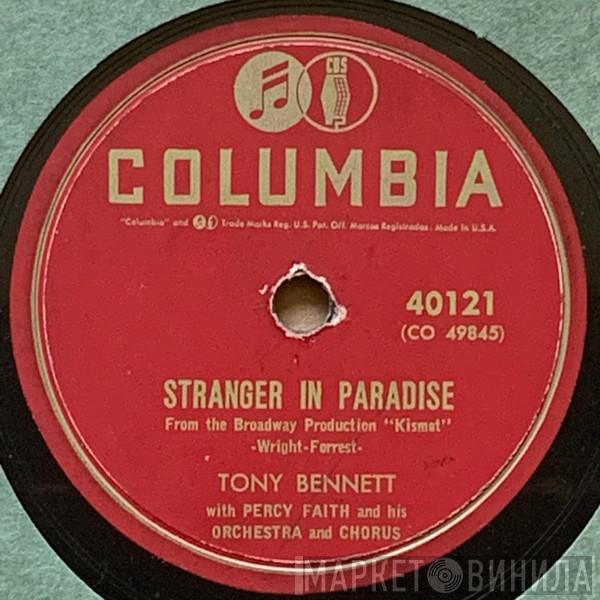 CBS
COLUMBIA
"Columbia" and Trade Marks Reg. U.S. Pat. Off. Marcas Registradas. Made in U.S.A.
40121
(CO 49845)
STRANGER IN PARADISE
From the Broadway Production "Kismet"
-Wright-Forrest-
TONY BENNETT
with PERCY FAITH and his
ORCHESTRA and CHORUS
МАРКЕТ ВИНИЛА